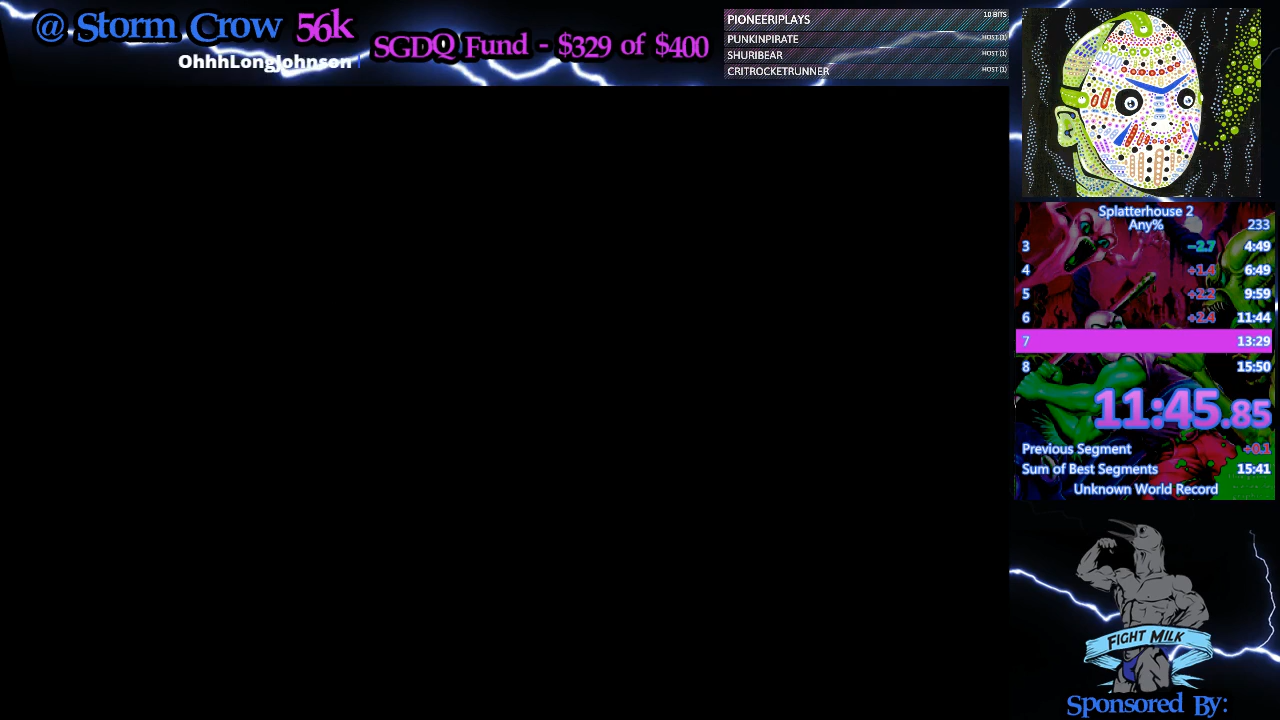 @ Storm Crow 56k
OhhhLongJohnson
SGDQ Fund - $329 of $400
PIONEERIPLAYS 10 BITS
PUNKINPIRATE HOST (1)
SHURIBEAR HOST (1)
CRITROCKETRUNNER HOST (1)
Splatterhouse 2
Any% 233
3 -2.7 4:49
4 +1.4 6:49
5 +2.2 9:59
6 +2.4 11:44
7 13:29
8 15:50
11:45.85
Previous Segment +0.1
Sum of Best Segments 15:41
Unknown World Record
FIGHT MILK
Sponsored By: